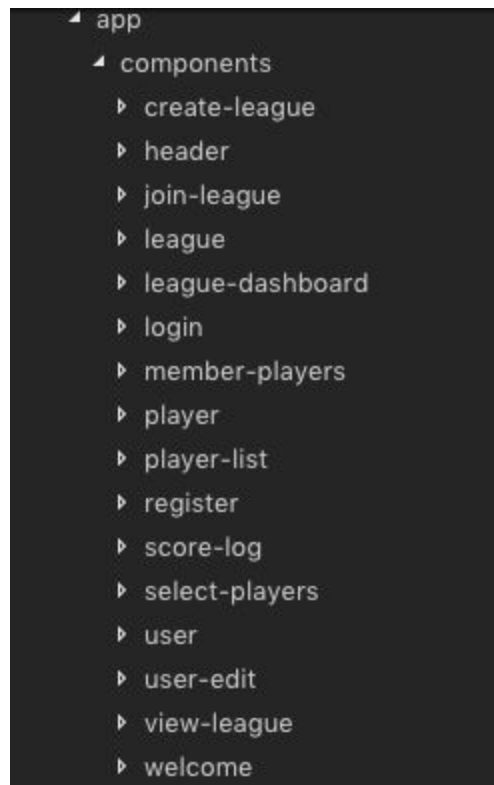 app
components
create-league
header
join-league
league
league-dashboard
login
member-players
player
player-list
register
score-log
select-players
user
user-edit
view-league
welcome